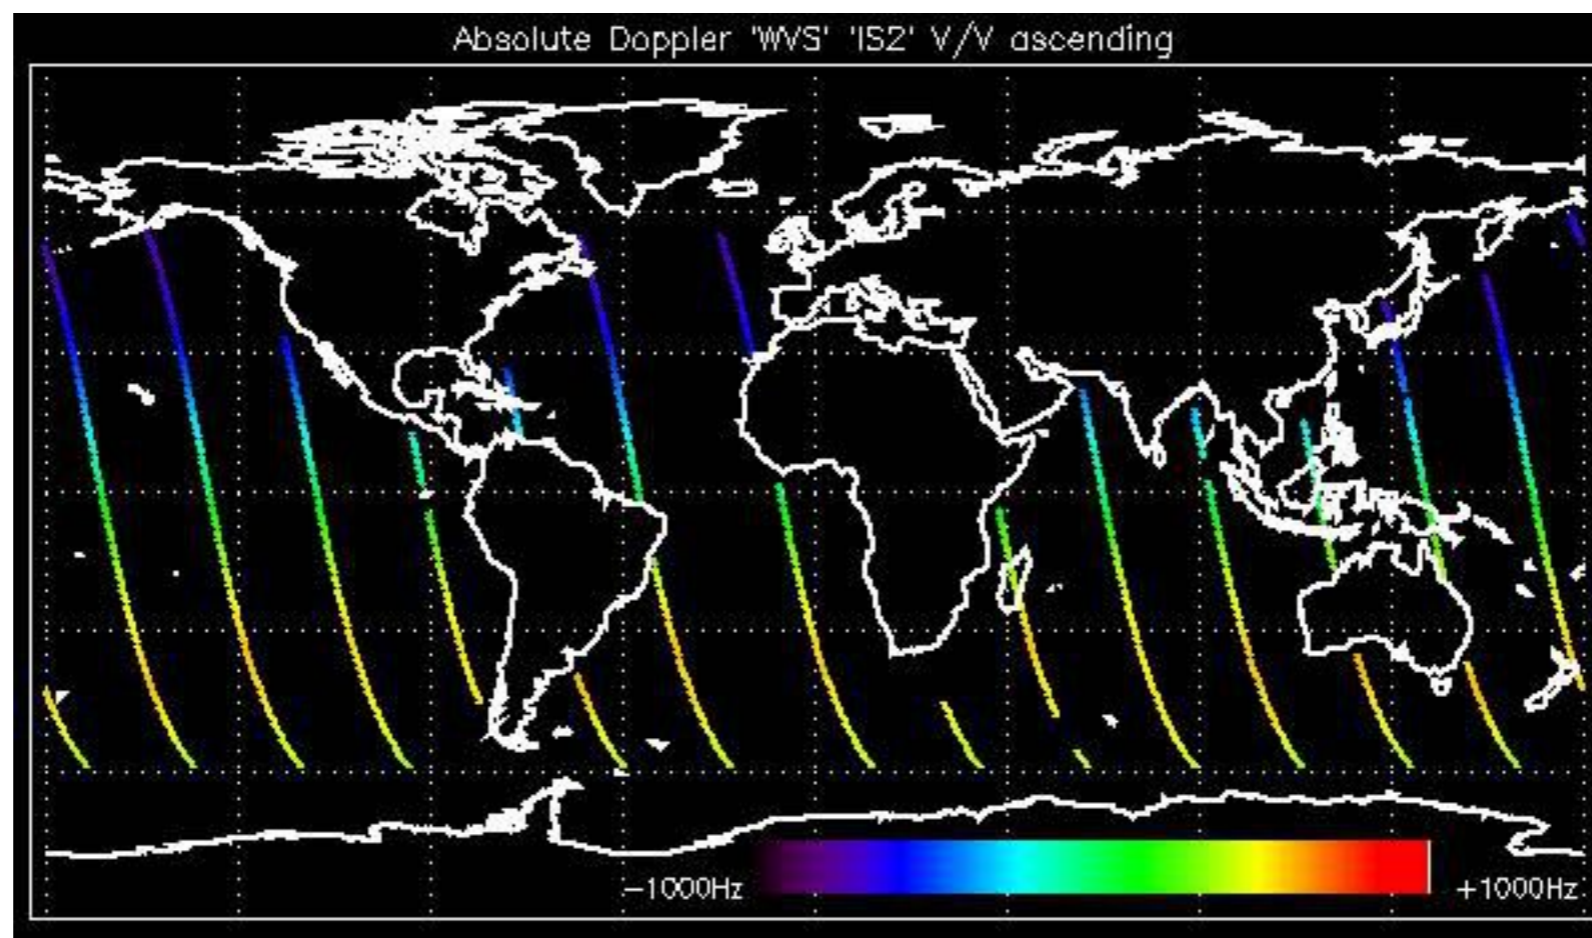 Absolute Doppler 'WVS' 'IS2' V/V ascending
−1000Hz +1000Hz